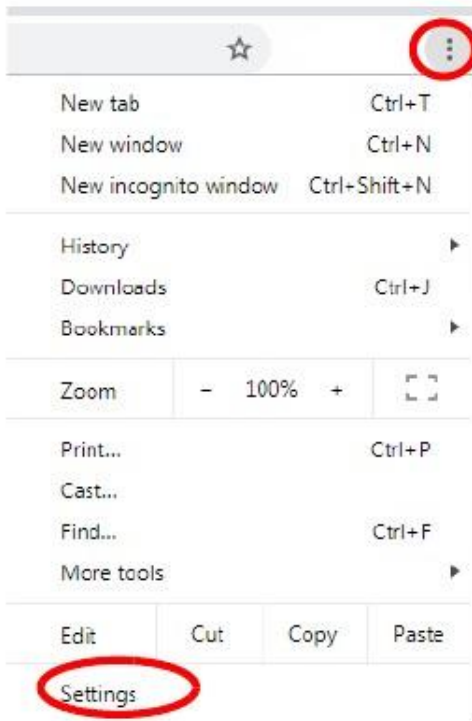 New tab Ctrl+T
New window Ctrl+N
New incognito window Ctrl+Shift+N
History
Downloads Ctrl+J
Bookmarks
Zoom - 100% +
Print... Ctrl+P
Cast...
Find... Ctrl+F
More tools
Edit Cut Copy Paste
Settings